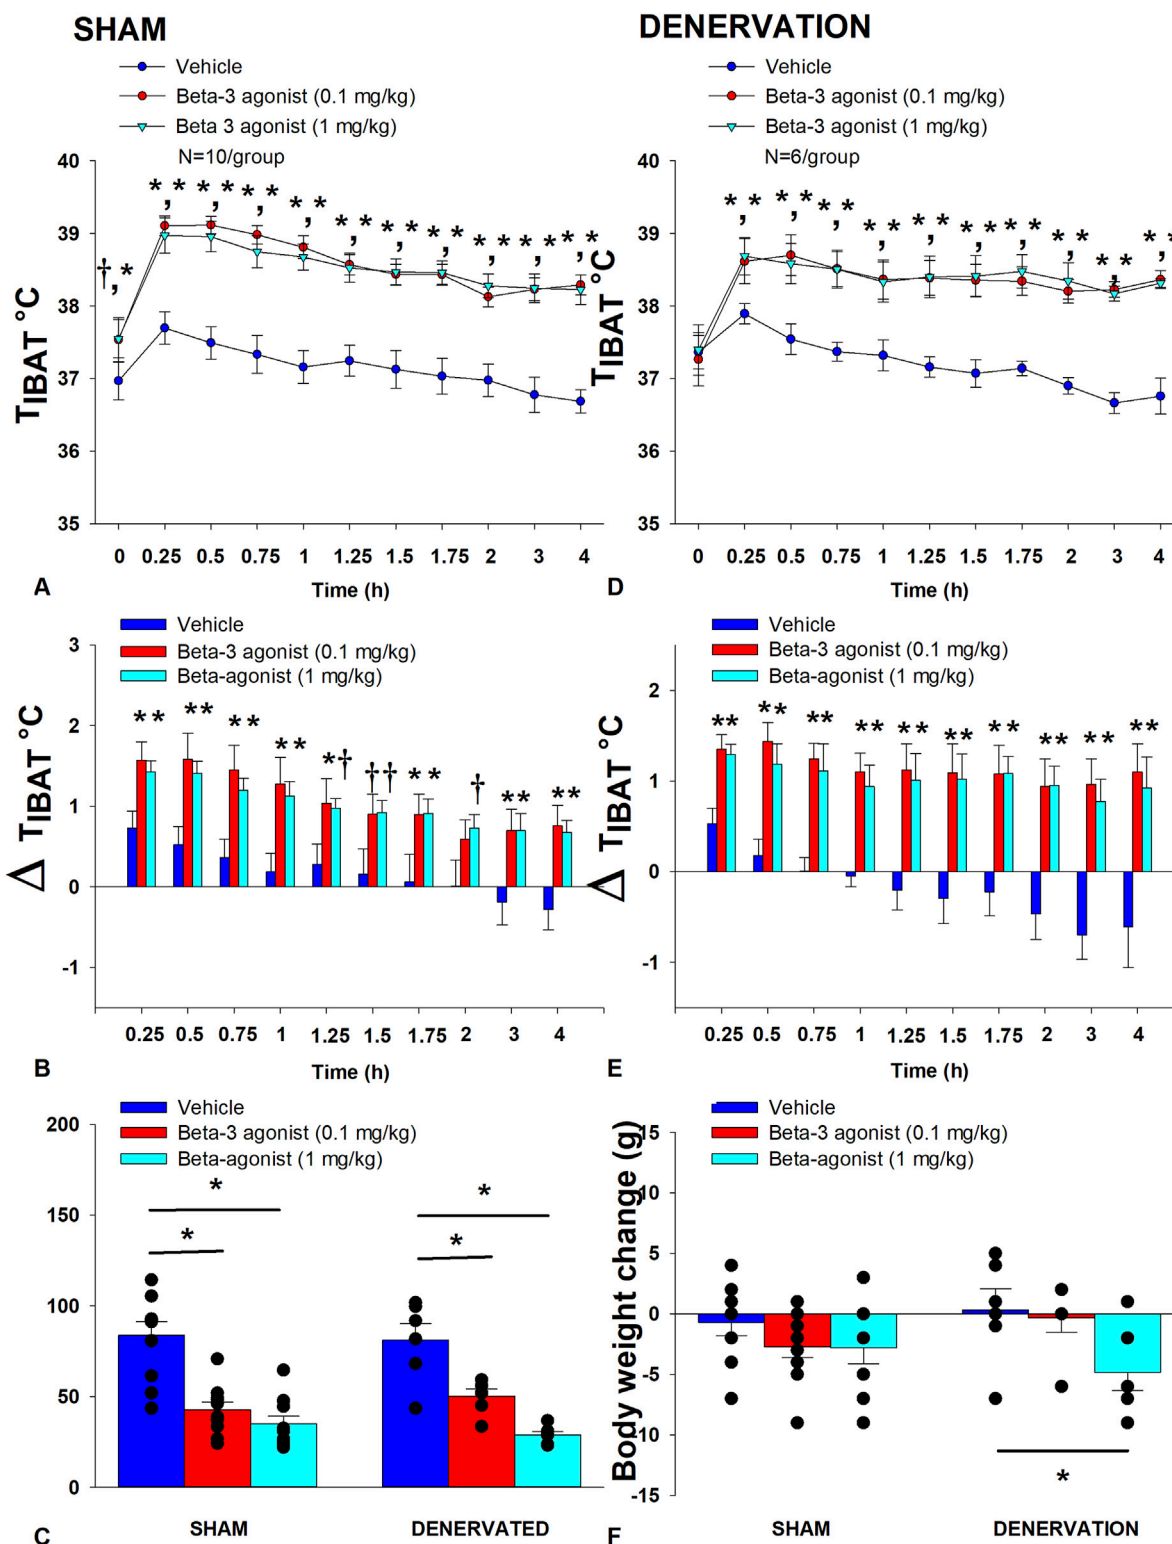 SHAM
Vehicle
Beta-3 agonist (0.1 mg/kg)
Beta 3 agonist (1 mg/kg)
N=10/group
40
39
38
37
36
35
TIBAT °C
†,* *,* *,* *,* *,* *,* *,* *,* *,* *,* *,*
0 0.25 0.5 0.75 1 1.25 1.5 1.75 2 3 4
Time (h)
A
DENERVATION
Vehicle
Beta-3 agonist (0.1 mg/kg)
Beta-3 agonist (1 mg/kg)
N=6/group
40
39
38
37
36
35
TIBAT °C
*,* *,* *,* *,* *,* *,* *,* *,* *,* *,*
0 0.25 0.5 0.75 1 1.25 1.5 1.75 2 3 4
Time (h)
D
Vehicle
Beta-3 agonist (0.1 mg/kg)
Beta-agonist (1 mg/kg)
3
2
1
0
-1
Δ TIBAT °C
** ** ** ** *† †† ** † ** **
0.25 0.5 0.75 1 1.25 1.5 1.75 2 3 4
Time (h)
B
Vehicle
Beta-3 agonist (0.1 mg/kg)
Beta-agonist (1 mg/kg)
2
1
0
-1
Δ TIBAT °C
** ** ** ** ** ** ** ** ** **
0.25 0.5 0.75 1 1.25 1.5 1.75 2 3 4
Time (h)
E
Vehicle
Beta-3 agonist (0.1 mg/kg)
Beta-agonist (1 mg/kg)
200
150
100
50
0
*
*
*
*
SHAM DENERVATED
C
Vehicle
Beta-3 agonist (0.1 mg/kg)
Beta-agonist (1 mg/kg)
15
10
5
0
-5
-10
-15
Body weight change (g)
*
SHAM DENERVATION
F